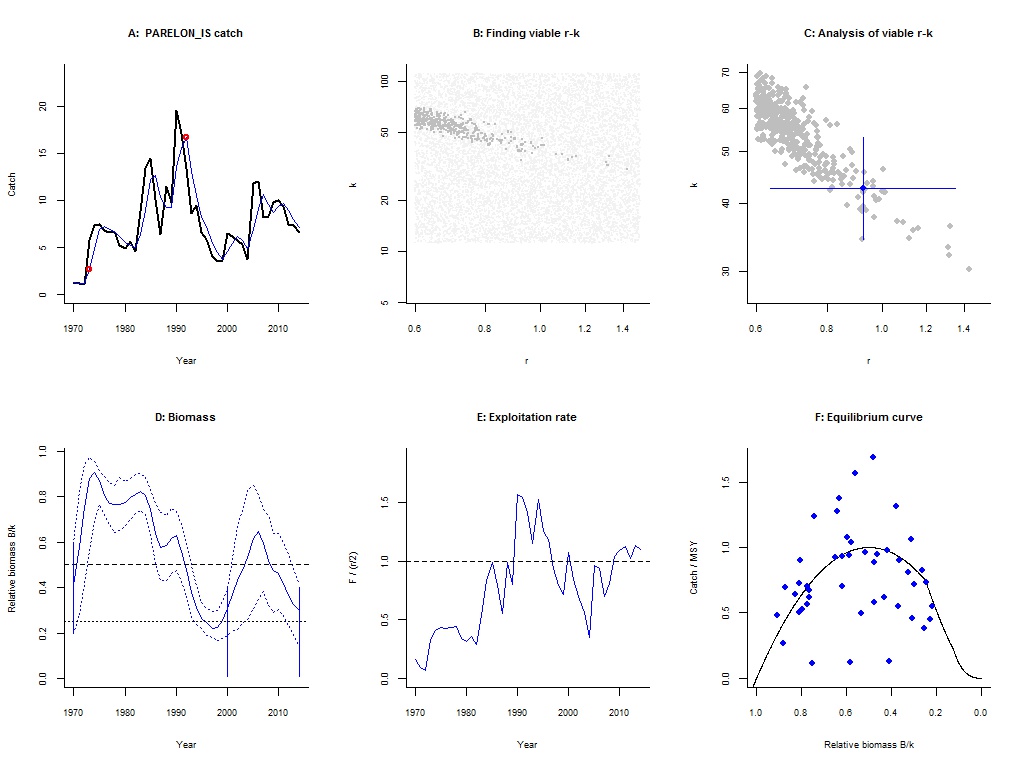 A: PARELON_IS catch
Catch
0 5 10 15 20
1970 1980 1990 2000 2010
Year
B: Finding viable r-k
k
5 10 20 50 100
0.6 0.8 1.0 1.2 1.4
r
C: Analysis of viable r-k
k
30 40 50 60 70
0.6 0.8 1.0 1.2 1.4
r
D: Biomass
Relative biomass B/k
0.0 0.2 0.4 0.6 0.8 1.0
1970 1980 1990 2000 2010
Year
E: Exploitation rate
F / (r/2)
0.0 0.5 1.0 1.5
1970 1980 1990 2000 2010
Year
F: Equilibrium curve
Catch / MSY
0.0 0.5 1.0 1.5
1.0 0.8 0.6 0.4 0.2 0.0
Relative biomass B/k